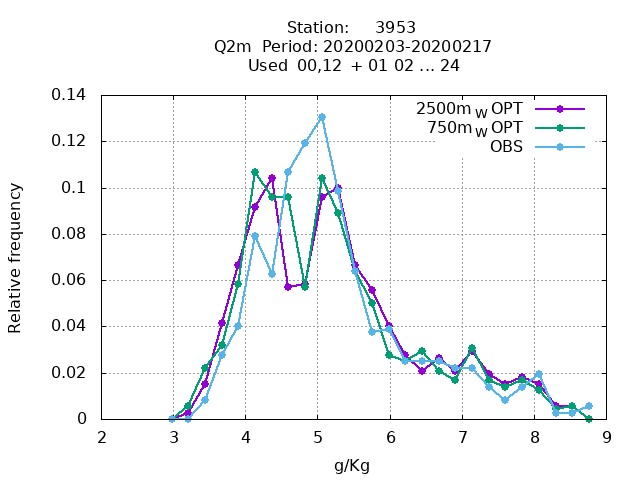 Station: 3953
Q2m Period: 20200203-20200217
Used 00,12 + 01 02 ... 24
2500m W OPT
750m W OPT
OBS
0.14
0.12
0.1
0.08
0.06
0.04
0.02
0
Relative frequency
2 3 4 5 6 7 8 9
g/Kg